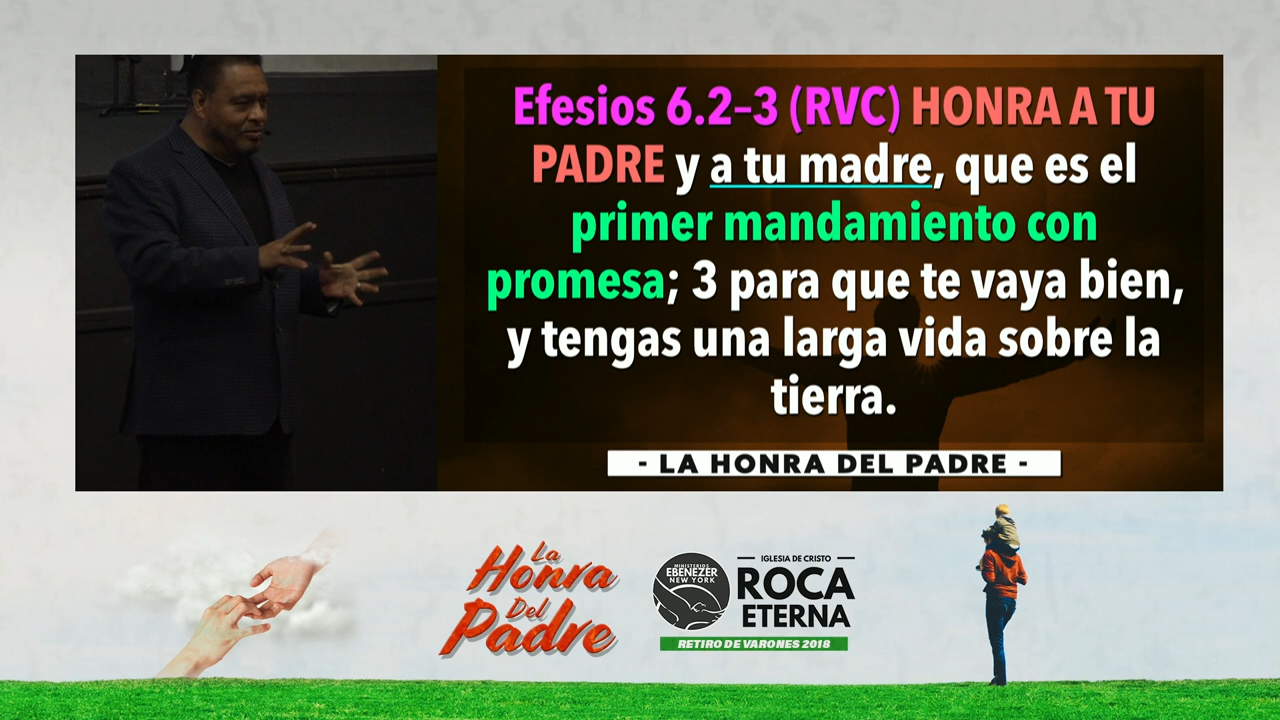 Efesios 6.2–3 (RVC) HONRA A TU
PADRE y a tu madre, que es el
primer mandamiento con
promesa; 3 para que te vaya bien,
y tengas una larga vida sobre la
tierra.
- LA HONRA DEL PADRE -
La
Honra
Del
Padre
MINISTERIOS
EBENEZER
NEW YORK
IGLESIA DE CRISTO
ROCA
ETERNA
RETIRO DE VARONES 2018